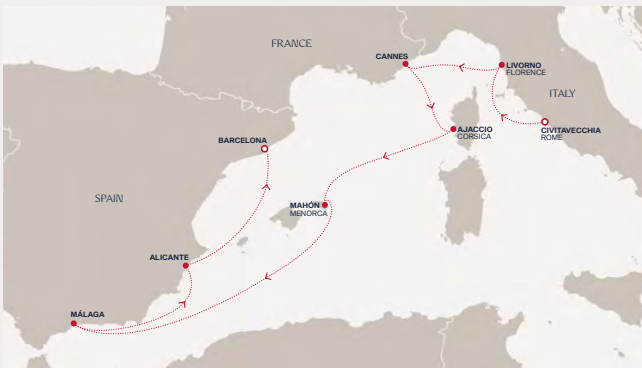 FRANCE
CANNES
LIVORNO
FLORENCE
ITALY
CIVITAVECCHIA
ROME
AJACCIO
CORSICA
BARCELONA
SPAIN
MAHÓN
MENORCA
ALICANTE
MÁLAGA